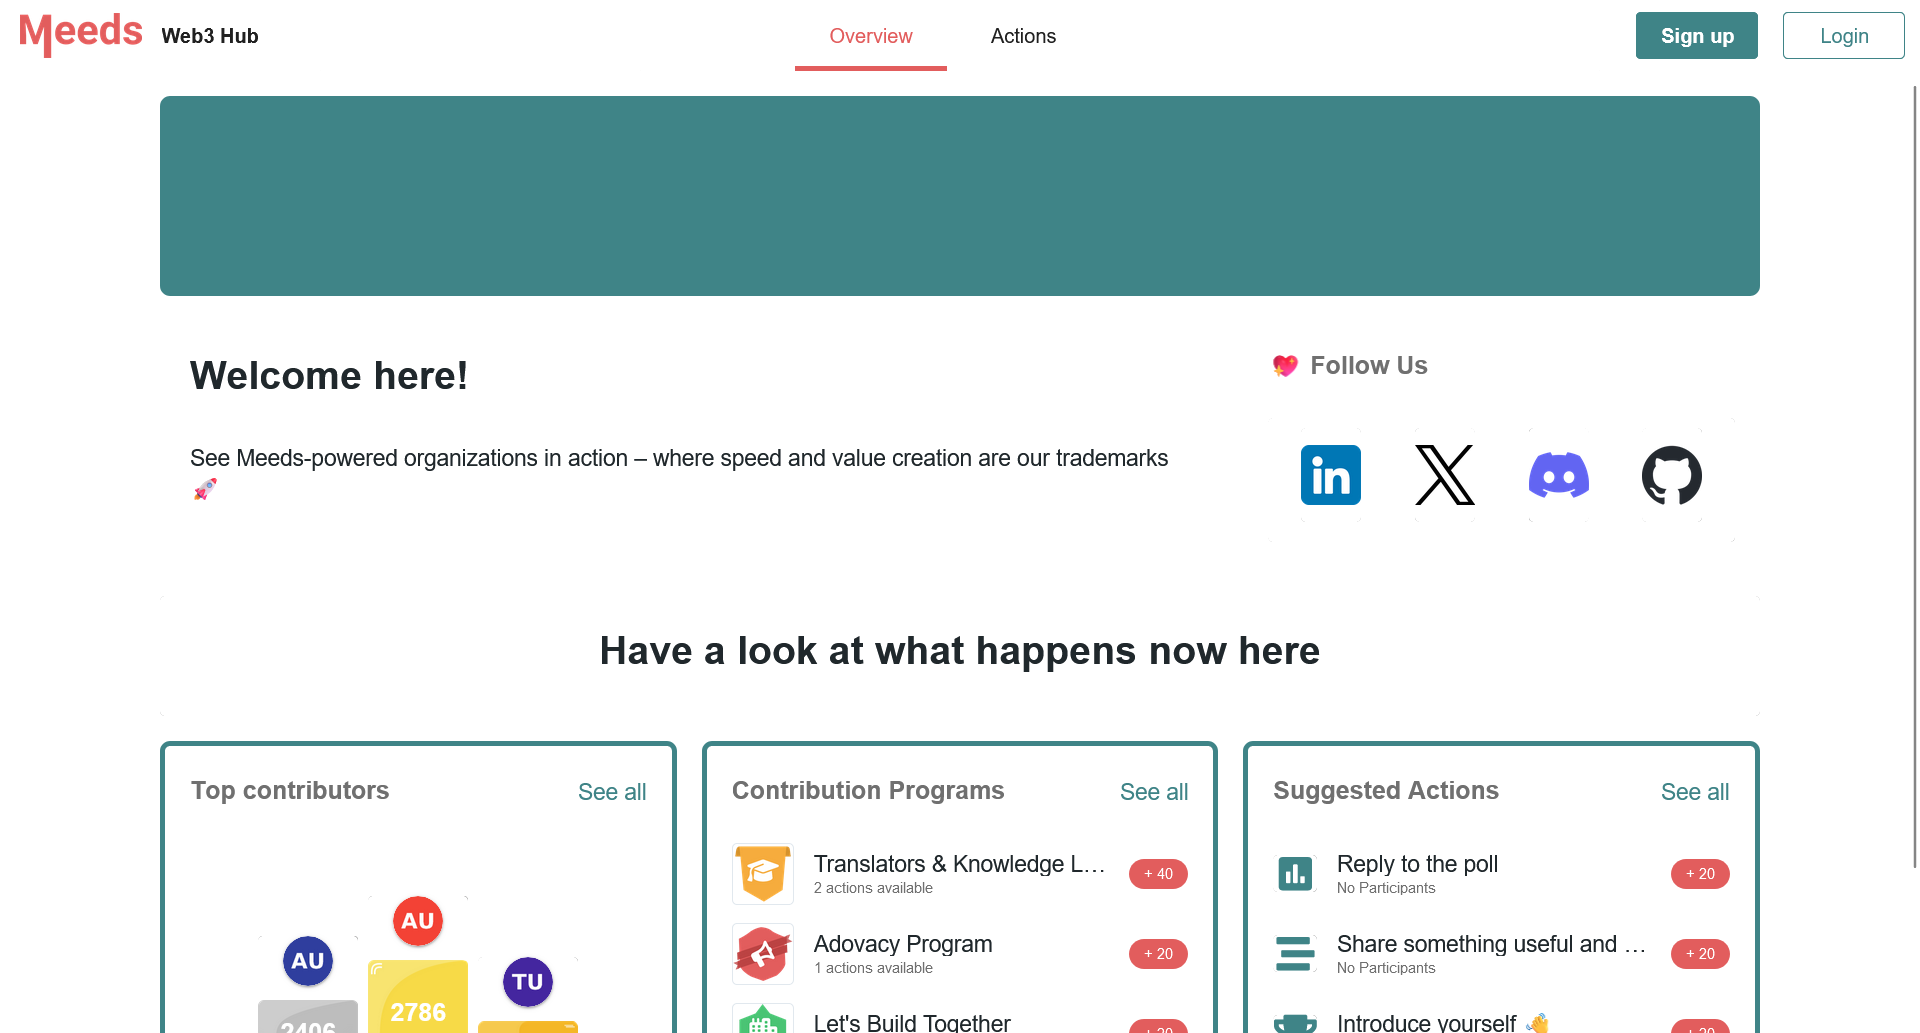 Meeds Web3 Hub Overview Actions Sign up Login
Welcome here!
Follow Us
See Meeds-powered organizations in action – where speed and value creation are our trademarks
Have a look at what happens now here
Top contributors See all
AU
AU
TU
2786
2406
Contribution Programs See all
Translators & Knowledge L...
2 actions available
+ 40
Adovacy Program
1 actions available
+ 20
Let's Build Together
+ 20
Suggested Actions See all
Reply to the poll
No Participants
+ 20
Share something useful and ...
No Participants
+ 20
Introduce yourself
+ 20